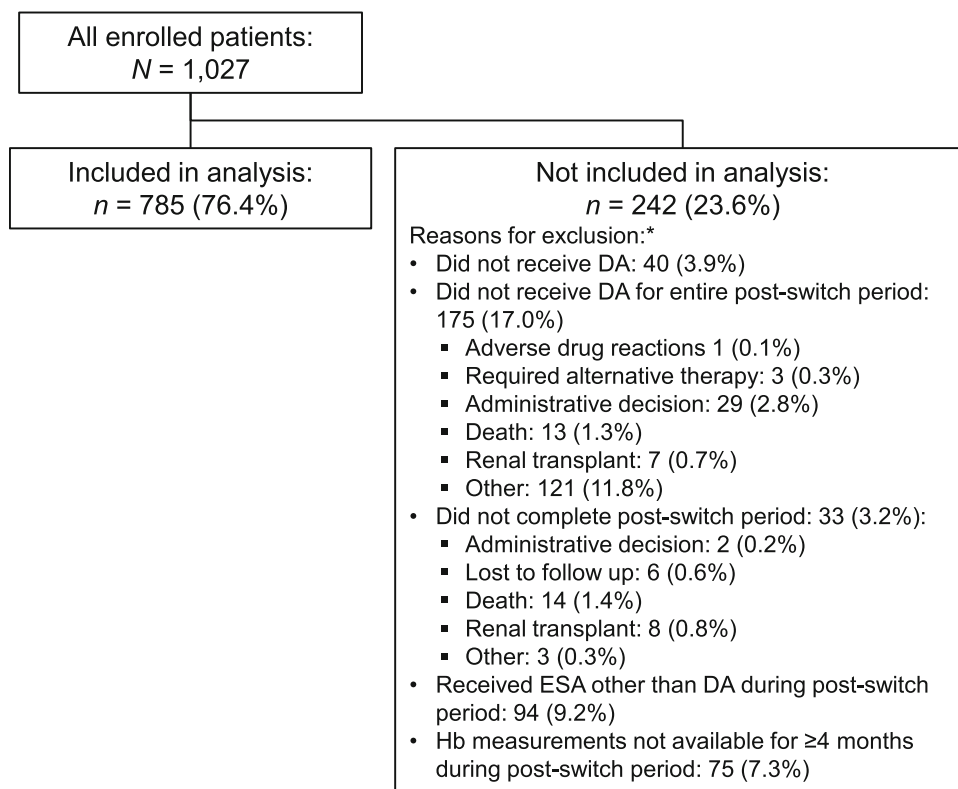 All enrolled patients:
N = 1,027
Included in analysis:
n = 785 (76.4%)
Not included in analysis:
n = 242 (23.6%)
Reasons for exclusion:*
• Did not receive DA: 40 (3.9%)
• Did not receive DA for entire post-switch period:
175 (17.0%)
▪ Adverse drug reactions 1 (0.1%)
▪ Required alternative therapy: 3 (0.3%)
▪ Administrative decision: 29 (2.8%)
▪ Death: 13 (1.3%)
▪ Renal transplant: 7 (0.7%)
▪ Other: 121 (11.8%)
• Did not complete post-switch period: 33 (3.2%):
▪ Administrative decision: 2 (0.2%)
▪ Lost to follow up: 6 (0.6%)
▪ Death: 14 (1.4%)
▪ Renal transplant: 8 (0.8%)
▪ Other: 3 (0.3%)
• Received ESA other than DA during post-switch
period: 94 (9.2%)
• Hb measurements not available for ≥4 months
during post-switch period: 75 (7.3%)